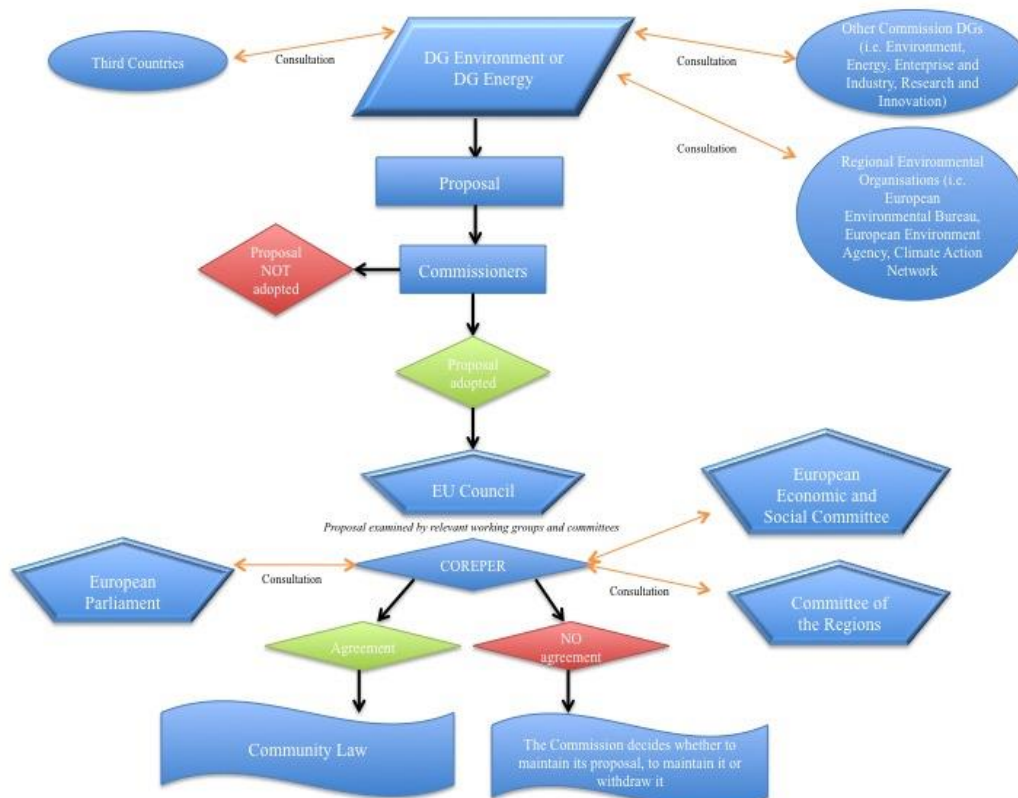 Third Countries
Consultation
DG Environment or
DG Energy
Consultation
Other Commission DGs
(i.e. Environment,
Energy, Enterprise and
Industry, Research and
Innovation)
Consultation
Regional Environmental
Organisations (i.e.
European
Environmental Bureau,
European Environment
Agency, Climate Action
Network
Proposal
Proposal
NOT
adopted
Commissioners
Proposal
adopted
EU Council
Proposal examined by relevant working groups and committees
European
Economic and
Social Committee
European
Parliament
Consultation
COREPER
Consultation
Committee of
the Regions
Agreement
NO
agreement
Community Law
The Commission decides whether to
maintain its proposal, to maintain it or
withdraw it